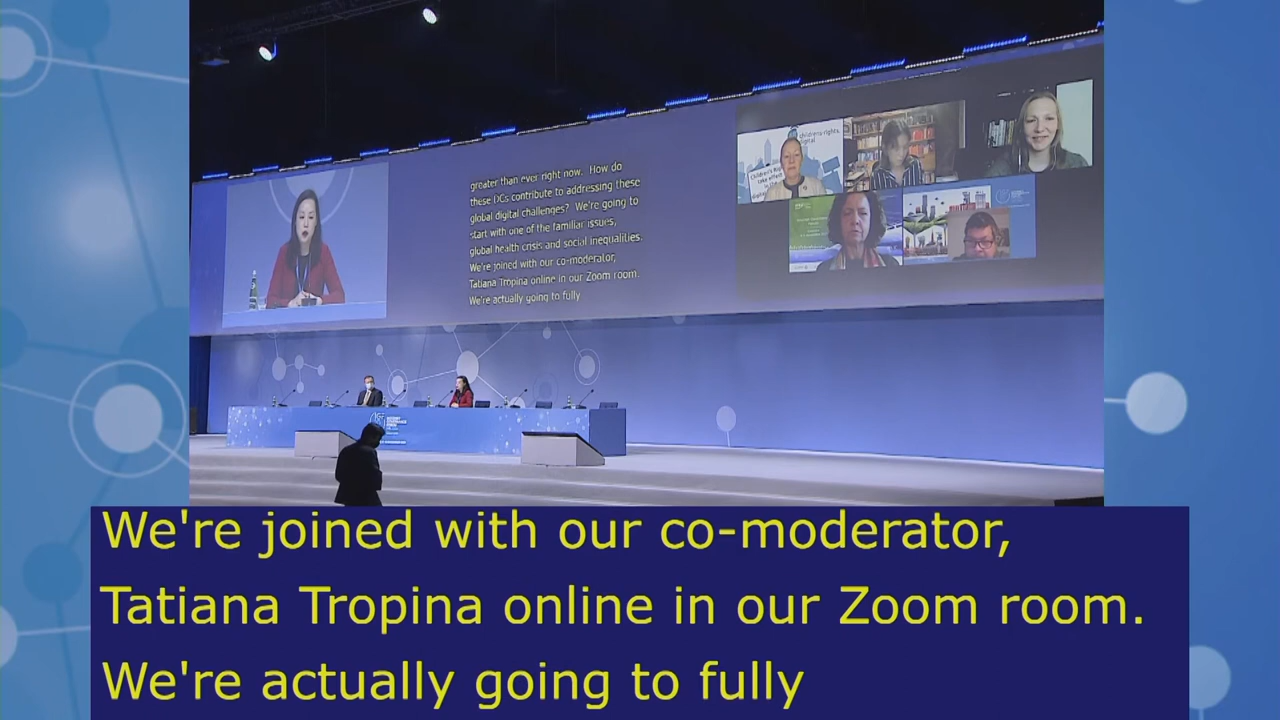 greater than ever right now. How do
these DCs contribute to addressing these
global digital challenges? We're going to
start with one of the familiar issues,
global health crisis and social inequalities.
We're joined with our co-moderator,
Tatiana Tropina online in our Zoom room.
We're actually going to fully
children's rights
digital
We're joined with our co-moderator,
Tatiana Tropina online in our Zoom room.
We're actually going to fully